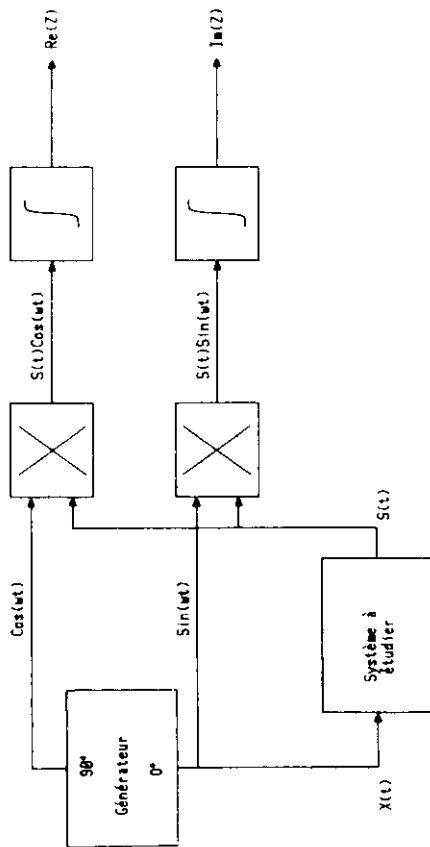 Re(Z)
Im(Z)
S(t)Cos(wt)
S(t)Sin(wt)
Cos(wt)
Sin(wt)
S(t)
90°
Générateur
0°
Système à
étudier
X(t)